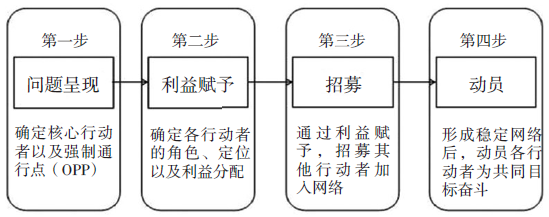 第一步
问题呈现
确定核心行动
者以及强制通
行点（OPP）
第二步
利益赋予
确定各行动者
的角色、定位
以及利益分配
第三步
招募
通过利益赋
予，招募其
他行动者加
入网络
第四步
动员
形成稳定网络
后，动员各行
动者为共同目
标奋斗